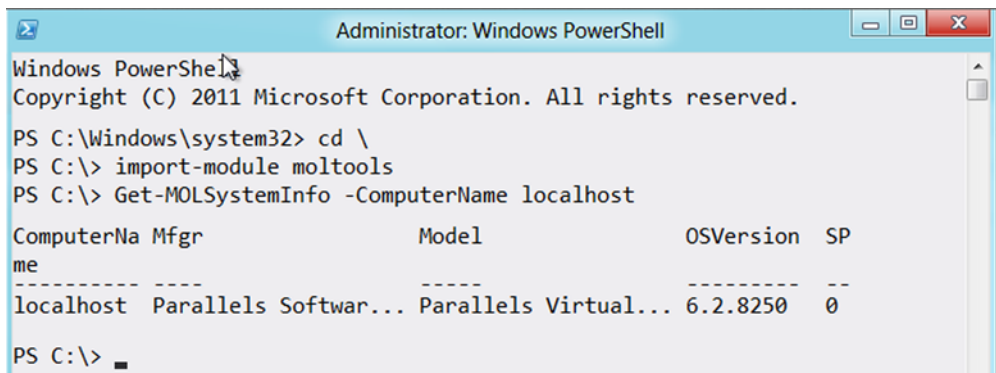 Administrator: Windows PowerShell
Windows PowerShell
Copyright (C) 2011 Microsoft Corporation. All rights reserved.
PS C:\Windows\system32> cd \
PS C:\> import-module moltools
PS C:\> Get-MOLSystemInfo -ComputerName localhost
ComputerNa Mfgr Model OSVersion SP
me
---------- ---- ----- --------- --
localhost Parallels Softwar... Parallels Virtual... 6.2.8250 0
PS C:\>